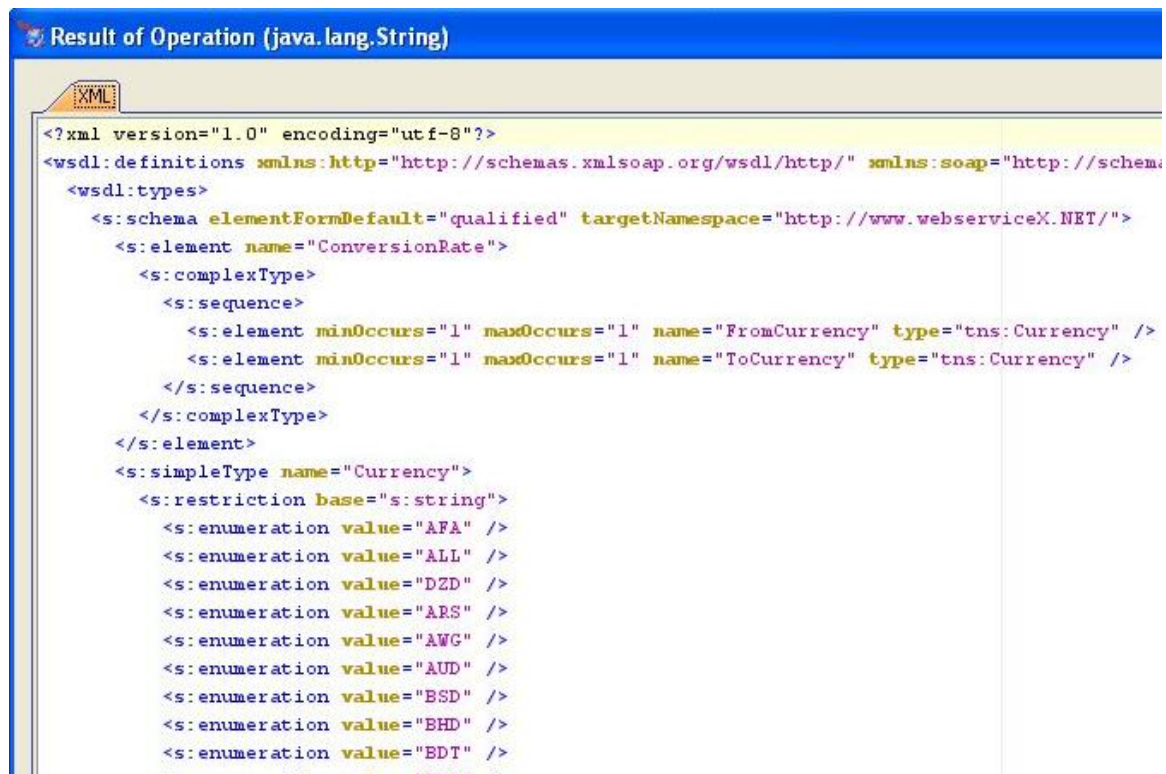 Result of Operation (java.lang.String)
XML
<?xml version="1.0" encoding="utf-8"?>
<wsdl:definitions xmlns:http="http://schemas.xmlsoap.org/wsdl/http/" xmlns:soap="http://schema
<wsdl:types>
<s:schema elementFormDefault="qualified" targetNamespace="http://www.webserviceX.NET/">
<s:element name="ConversionRate">
<s:complexType>
<s:sequence>
<s:element minOccurs="1" maxOccurs="1" name="FromCurrency" type="tns:Currency" />
<s:element minOccurs="1" maxOccurs="1" name="ToCurrency" type="tns:Currency" />
</s:sequence>
</s:complexType>
</s:element>
<s:simpleType name="Currency">
<s:restriction base="s:string">
<s:enumeration value="AFA" />
<s:enumeration value="ALL" />
<s:enumeration value="DZD" />
<s:enumeration value="ARS" />
<s:enumeration value="AWG" />
<s:enumeration value="AUD" />
<s:enumeration value="BSD" />
<s:enumeration value="BHD" />
<s:enumeration value="BDT" />